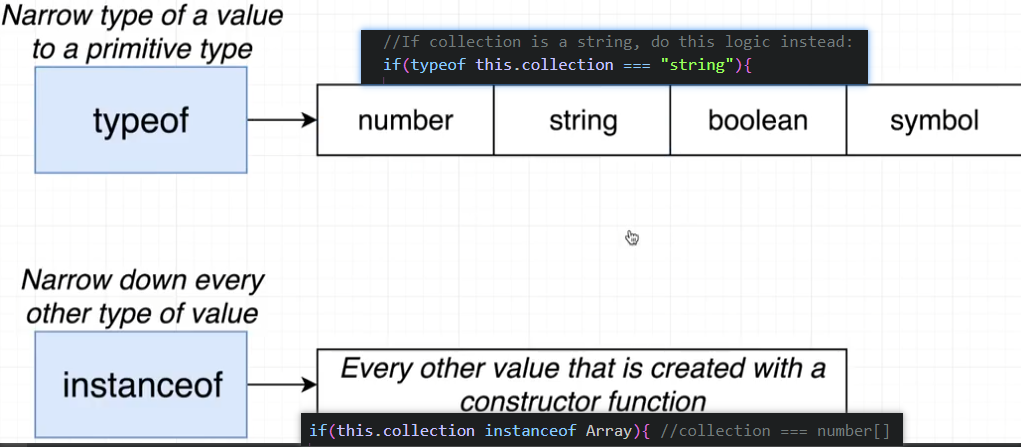 Narrow type of a value
to a primitive type
//If collection is a string, do this logic instead:
if(typeof this.collection === "string"){
typeof
number
string
boolean
symbol
Narrow down every
other type of value
instanceof
Every other value that is created with a
constructor function
if(this.collection instanceof Array){ //collection === number[]